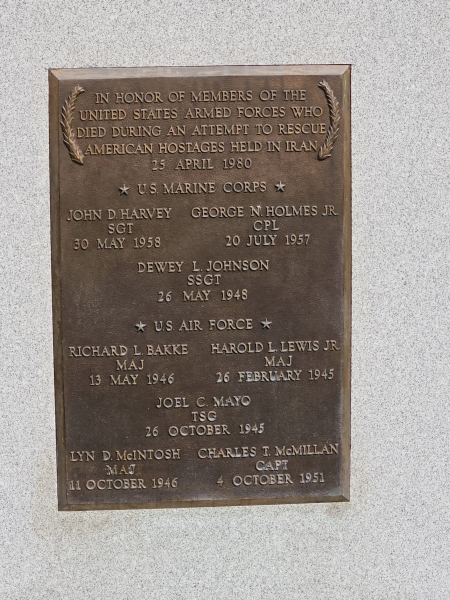 IN HONOR OF MEMBERS OF THE
UNITED STATES ARMED FORCES WHO
DIED DURING AN ATTEMPT TO RESCUE
AMERICAN HOSTAGES HELD IN IRAN
25 APRIL 1980
★ U.S. MARINE CORPS ★
JOHN D. HARVEY GEORGE N. HOLMES JR.
SGT CPL
30 MAY 1958 20 JULY 1957
DEWEY L. JOHNSON
SSGT
26 MAY 1948
★ U.S. AIR FORCE ★
RICHARD L. BAKKE HAROLD L. LEWIS JR.
MAJ MAJ
13 MAY 1946 26 FEBRUARY 1945
JOEL C. MAYO
TSG
26 OCTOBER 1945
LYN D. McINTOSH CHARLES T. McMILLAN
MAJ CAPT
11 OCTOBER 1946 4 OCTOBER 1951